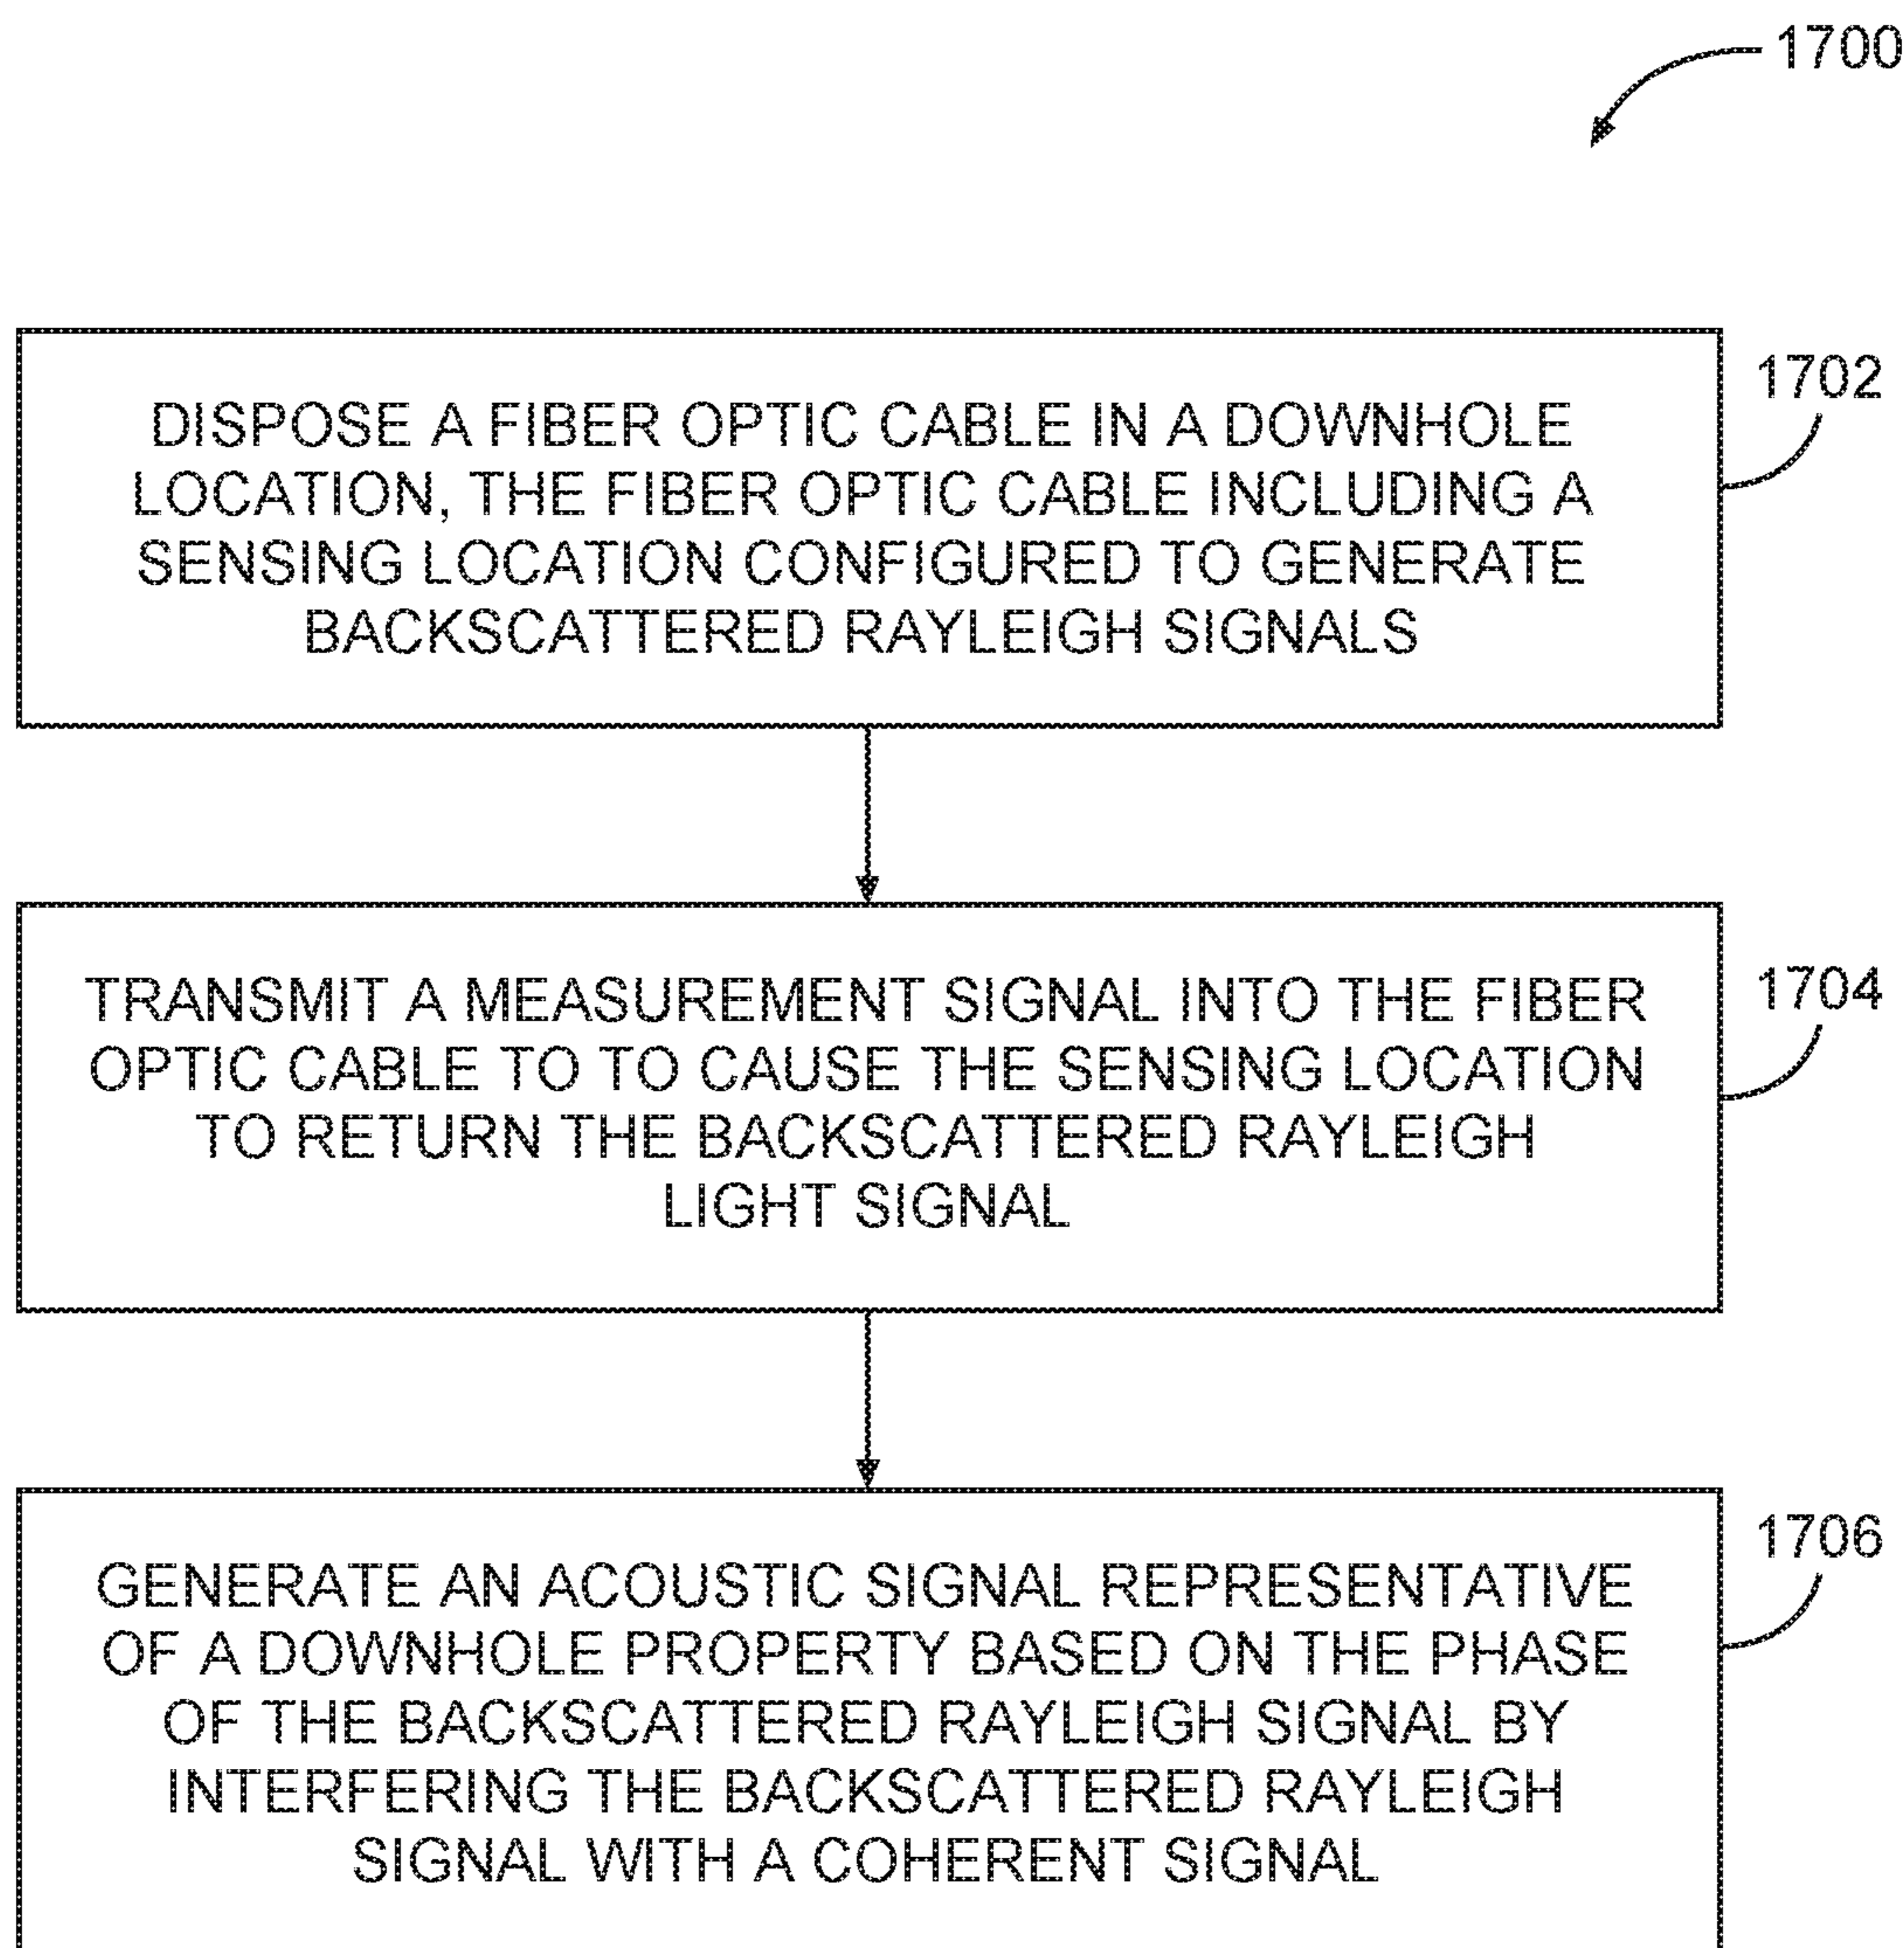 1700
1702
DISPOSE A FIBER OPTIC CABLE IN A DOWNHOLE
LOCATION, THE FIBER OPTIC CABLE INCLUDING A
SENSING LOCATION CONFIGURED TO GENERATE
BACKSCATTERED RAYLEIGH SIGNALS
1704
TRANSMIT A MEASUREMENT SIGNAL INTO THE FIBER
OPTIC CABLE TO TO CAUSE THE SENSING LOCATION
TO RETURN THE BACKSCATTERED RAYLEIGH
LIGHT SIGNAL
1706
GENERATE AN ACOUSTIC SIGNAL REPRESENTATIVE
OF A DOWNHOLE PROPERTY BASED ON THE PHASE
OF THE BACKSCATTERED RAYLEIGH SIGNAL BY
INTERFERING THE BACKSCATTERED RAYLEIGH
SIGNAL WITH A COHERENT SIGNAL